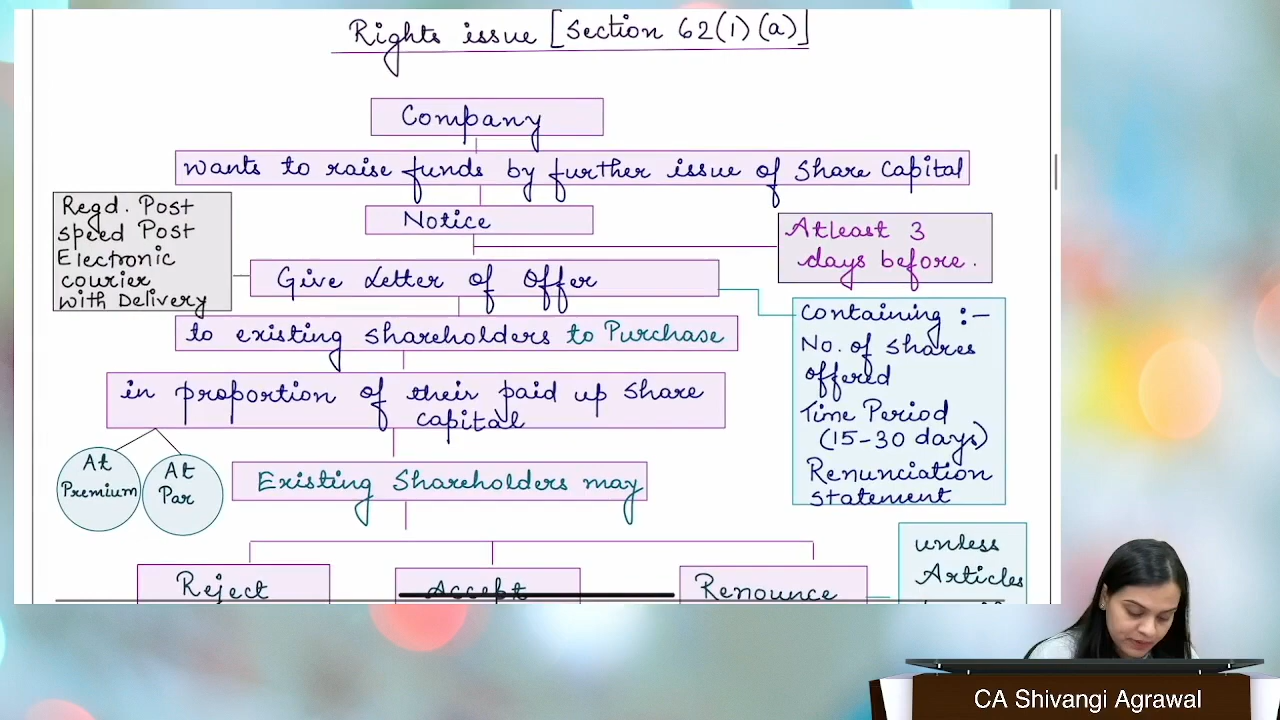 Rights issue [Section 62(1)(a)]
Company
wants to raise funds by further issue of Share Capital
Notice
Atleast 3
days before.
Regd. Post
Speed Post
Electronic
courier
with Delivery
Give Letter of Offer
to existing shareholders to Purchase
Containing :-
No. of shares
offered
Time Period
(15-30 days)
Renunciation
statement
in proportion of their paid up share
capital
At
Premium
At
Par
Existing Shareholders may
Reject
Accept
Renounce
unless
Articles
CA Shivangi Agrawal